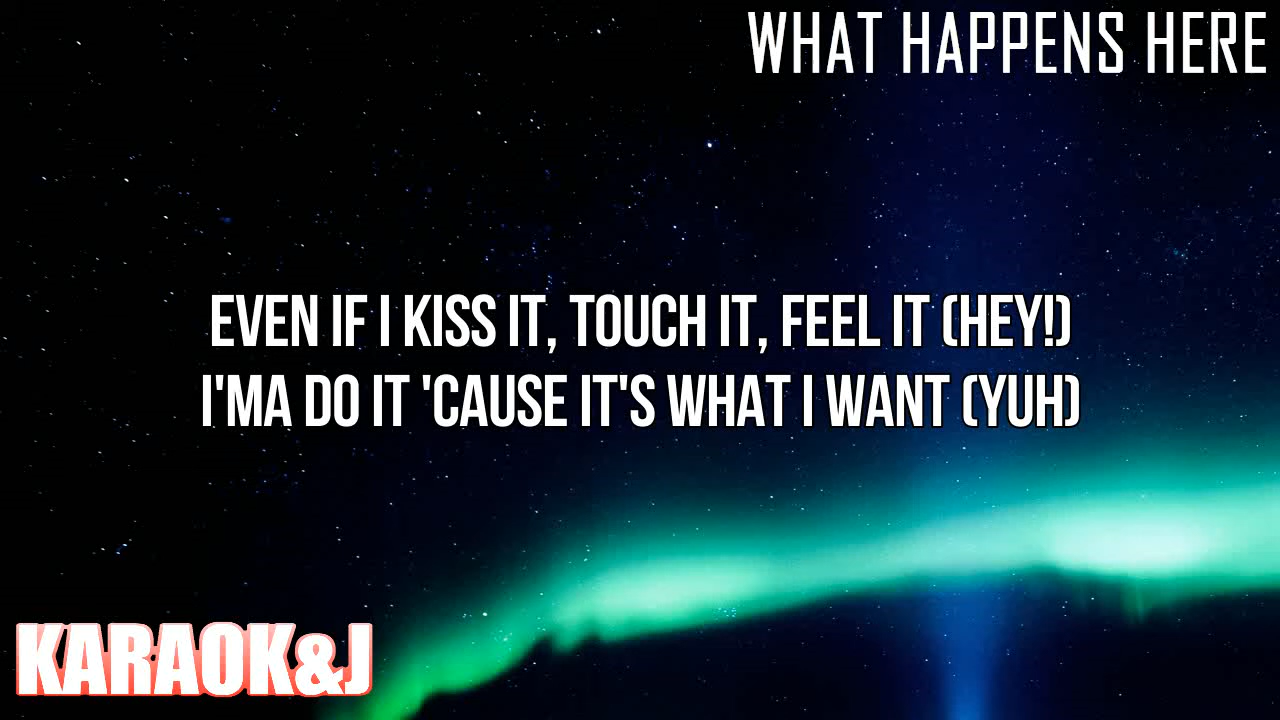 WHAT HAPPENS HERE
EVEN IF I KISS IT, TOUCH IT, FEEL IT (HEY!)
I'MA DO IT 'CAUSE IT'S WHAT I WANT (YUH)
KARAOK&J